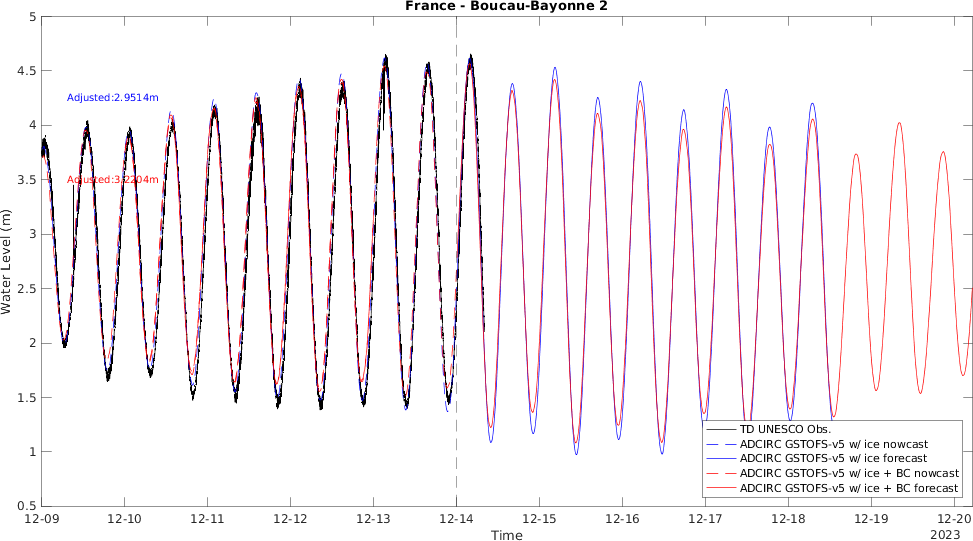 France - Boucau-Bayonne 2
5
4.5
4
3.5
3
2.5
2
1.5
1
0.5
Water Level (m)
Adjusted:2.9514m
Adjusted:3.2204m
TD UNESCO Obs.
ADCIRC GSTOFS-v5 w/ ice nowcast
ADCIRC GSTOFS-v5 w/ ice forecast
ADCIRC GSTOFS-v5 w/ ice + BC nowcast
ADCIRC GSTOFS-v5 w/ ice + BC forecast
12-09 12-10 12-11 12-12 12-13 12-14 12-15 12-16 12-17 12-18 12-19 12-20
Time
2023